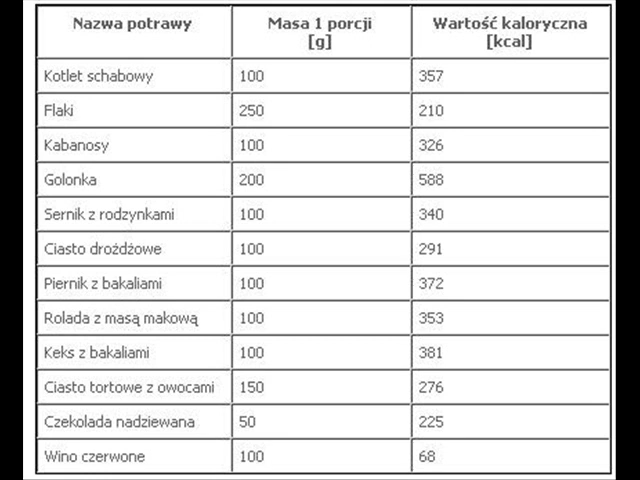 Nazwa potrawy Masa 1 porcji [g] Wartość kaloryczna [kcal]
Kotlet schabowy 100 357
Flaki 250 210
Kabanosy 100 326
Golonka 200 588
Sernik z rodzynkami 100 340
Ciasto drożdżowe 100 291
Piernik z bakaliami 100 372
Rolada z masą makową 100 353
Keks z bakaliami 100 381
Ciasto tortowe z owocami 150 276
Czekolada nadziewana 50 225
Wino czerwone 100 68